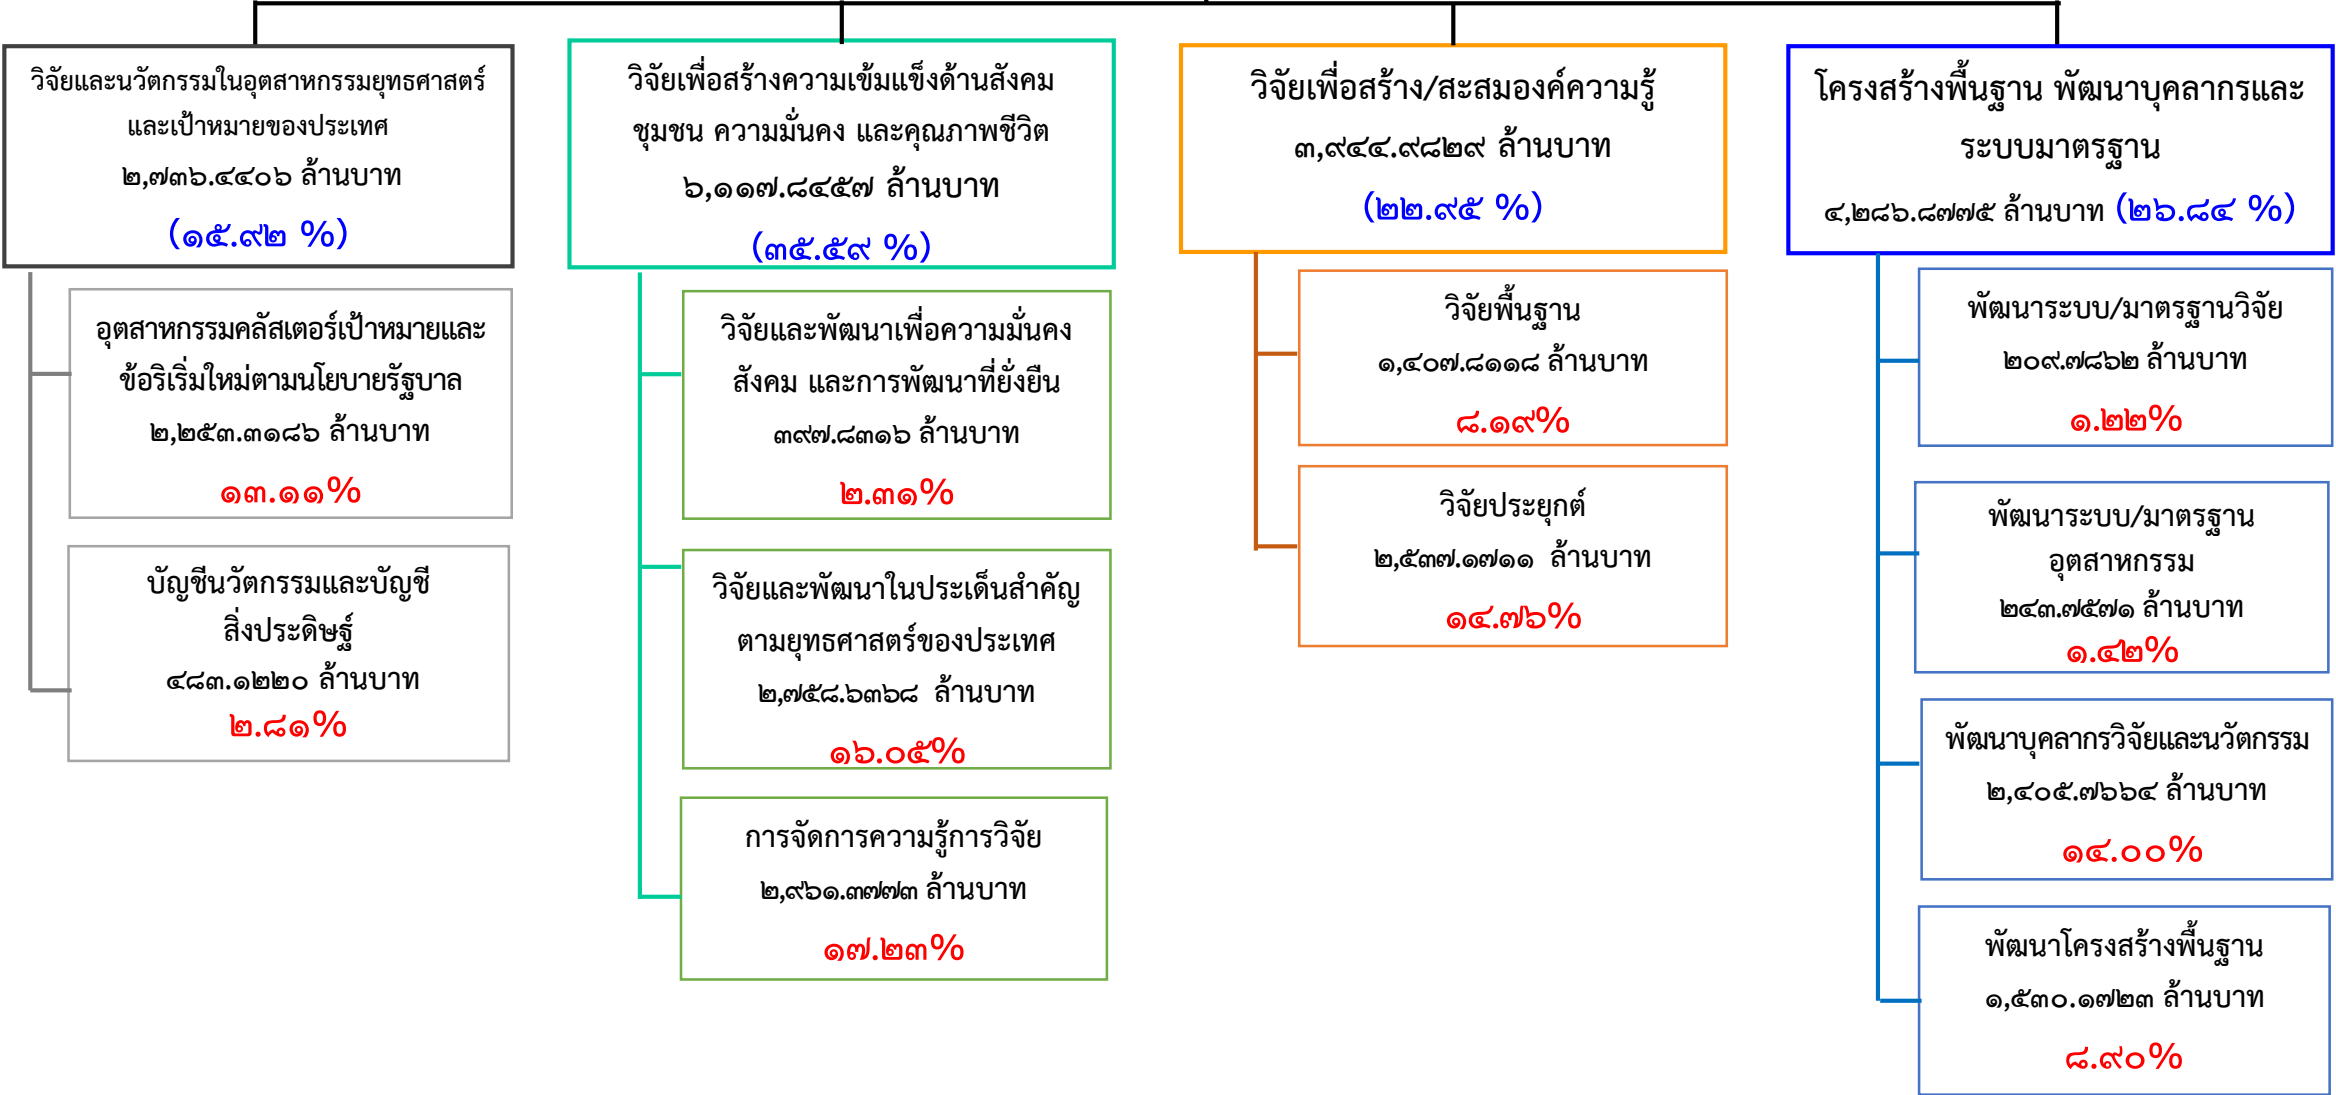 วิจัยและนวัตกรรมในอุตสาหกรรมยุทธศาสตร์
และเป้าหมายของประเทศ
๒,๗๓๖.๔๔๐๖ ล้านบาท
(๑๕.๙๒ %)
อุตสาหกรรมคลัสเตอร์เป้าหมายและ
ข้อริเริ่มใหม่ตามนโยบายรัฐบาล
๒,๒๕๓.๓๑๘๖ ล้านบาท
๑๓.๑๑%
บัญชีนวัตกรรมและบัญชี
สิ่งประดิษฐ์
๔๘๓.๑๒๒๐ ล้านบาท
๒.๘๑%
วิจัยเพื่อสร้างความเข้มแข็งด้านสังคม
ชุมชน ความมั่นคง และคุณภาพชีวิต
๖,๑๑๗.๘๔๕๗ ล้านบาท
(๓๕.๕๙ %)
วิจัยและพัฒนาเพื่อความมั่นคง
สังคม และการพัฒนาที่ยั่งยืน
๓๙๗.๘๓๑๖ ล้านบาท
๒.๓๑%
วิจัยและพัฒนาในประเด็นสำคัญ
ตามยุทธศาสตร์ของประเทศ
๒,๗๕๘.๖๓๖๘ ล้านบาท
๑๖.๐๕%
การจัดการความรู้การวิจัย
๒,๙๖๑.๓๗๗๓ ล้านบาท
๑๗.๒๓%
วิจัยเพื่อสร้าง/สะสมองค์ความรู้
๓,๙๔๔.๙๘๒๙ ล้านบาท
(๒๒.๙๕ %)
วิจัยพื้นฐาน
๑,๔๐๗.๘๑๑๘ ล้านบาท
๘.๑๙%
วิจัยประยุกต์
๒,๕๓๗.๑๗๑๑ ล้านบาท
๑๔.๗๖%
โครงสร้างพื้นฐาน พัฒนาบุคลากรและ
ระบบมาตรฐาน
๔,๒๘๖.๘๗๗๕ ล้านบาท (๒๖.๘๔ %)
พัฒนาระบบ/มาตรฐานวิจัย
๒๐๙.๗๘๖๒ ล้านบาท
๑.๒๒%
พัฒนาระบบ/มาตรฐาน
อุตสาหกรรม
๒๔๓.๗๕๗๑ ล้านบาท
๑.๔๒%
พัฒนาบุคลากรวิจัยและนวัตกรรม
๒,๔๐๕.๗๖๖๔ ล้านบาท
๑๔.๐๐%
พัฒนาโครงสร้างพื้นฐาน
๑,๕๓๐.๑๗๒๓ ล้านบาท
๘.๙๐%